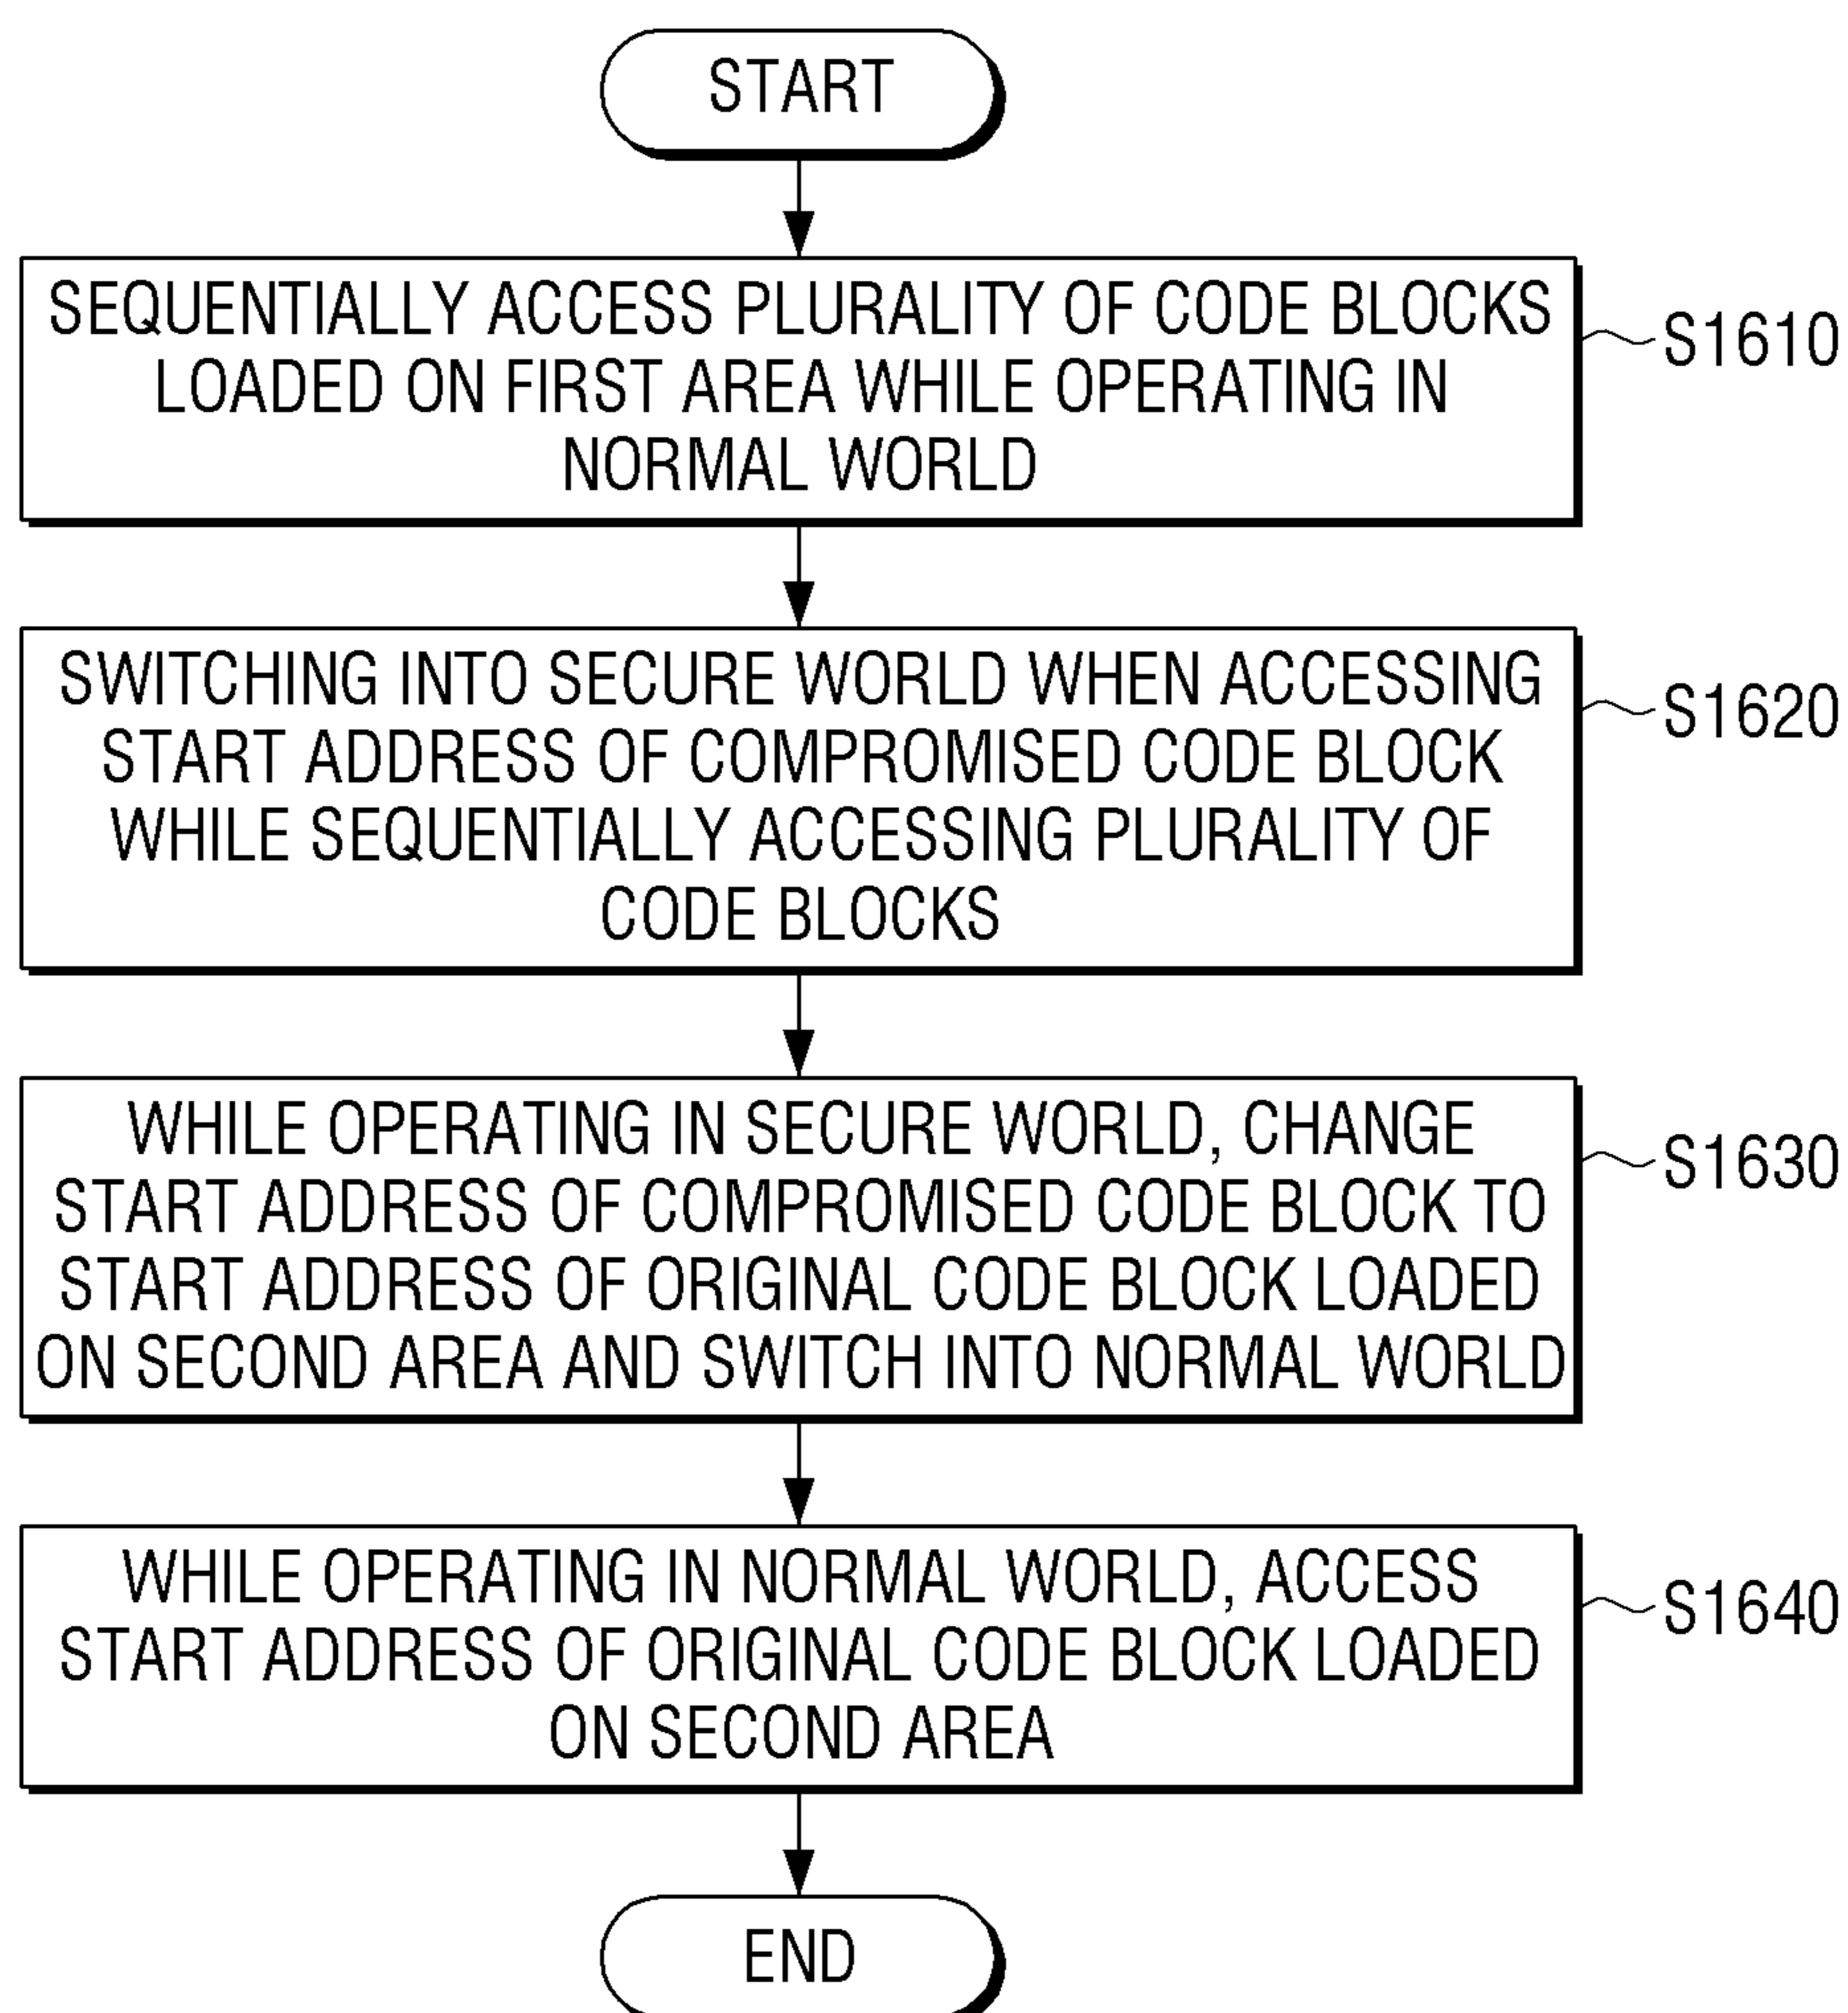 START
SEQUENTIALLY ACCESS PLURALITY OF CODE BLOCKS
LOADED ON FIRST AREA WHILE OPERATING IN
NORMAL WORLD
S1610
SWITCHING INTO SECURE WORLD WHEN ACCESSING
START ADDRESS OF COMPROMISED CODE BLOCK
WHILE SEQUENTIALLY ACCESSING PLURALITY OF
CODE BLOCKS
S1620
WHILE OPERATING IN SECURE WORLD, CHANGE
START ADDRESS OF COMPROMISED CODE BLOCK TO
START ADDRESS OF ORIGINAL CODE BLOCK LOADED
ON SECOND AREA AND SWITCH INTO NORMAL WORLD
S1630
WHILE OPERATING IN NORMAL WORLD, ACCESS
START ADDRESS OF ORIGINAL CODE BLOCK LOADED
ON SECOND AREA
S1640
END